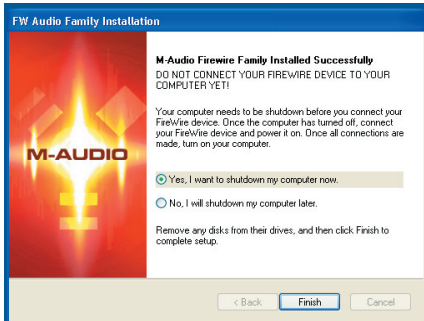 FW Audio Family Installation
M-Audio Firewire Family Installed Successfully
DO NOT CONNECT YOUR FIREWIRE DEVICE TO YOUR
COMPUTER YET!
Your computer needs to be shutdown before you connect your
FireWire device. Once the computer has turned off, connect
your FireWire device and power it on. Once all connections are
made, turn on your computer.
M-AUDIO
Yes, I want to shutdown my computer now.
No, I will shutdown my computer later.
Remove any disks from their drives, and then click Finish to
complete setup.
< Back Finish Cancel